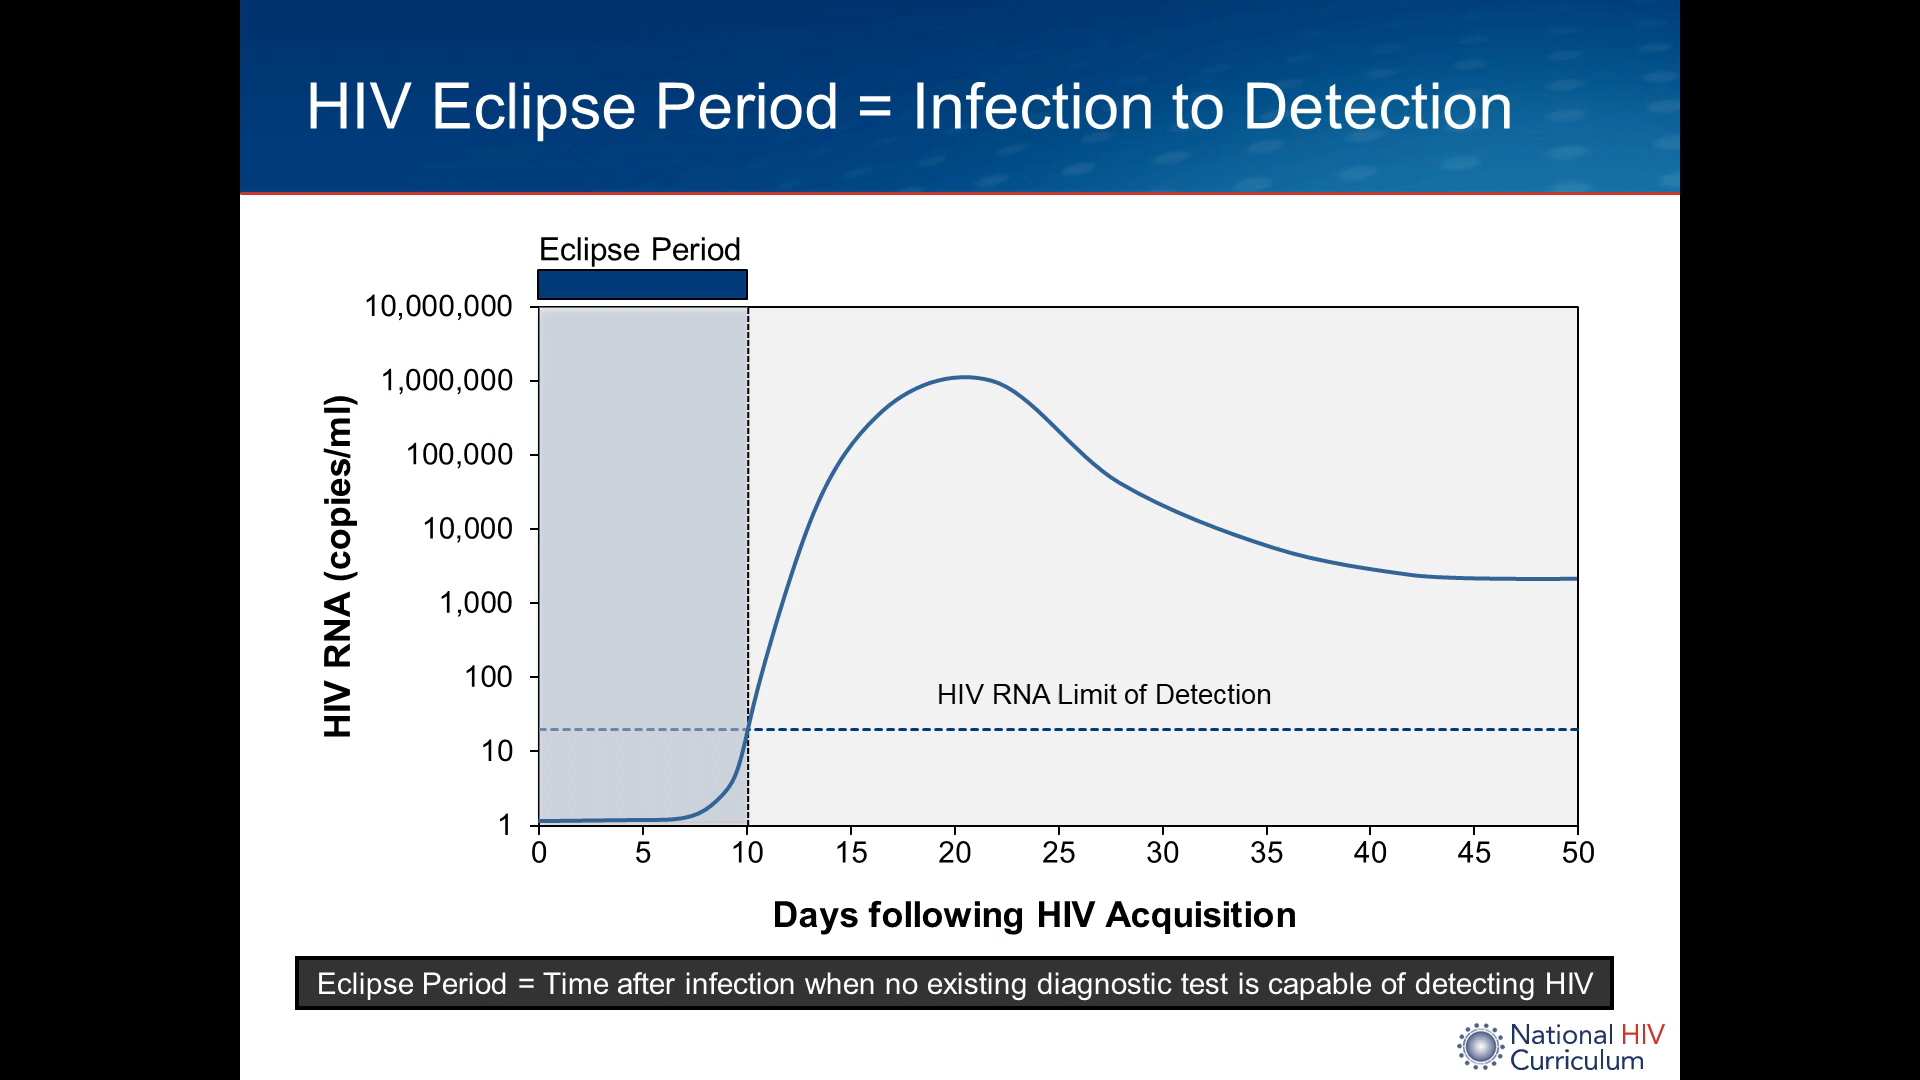 HIV Eclipse Period = Infection to Detection
Eclipse Period
HIV RNA (copies/ml)
10,000,000
1,000,000
100,000
10,000
1,000
100
10
1
HIV RNA Limit of Detection
0 5 10 15 20 25 30 35 40 45 50
Days following HIV Acquisition
Eclipse Period = Time after infection when no existing diagnostic test is capable of detecting HIV
National HIV
Curriculum